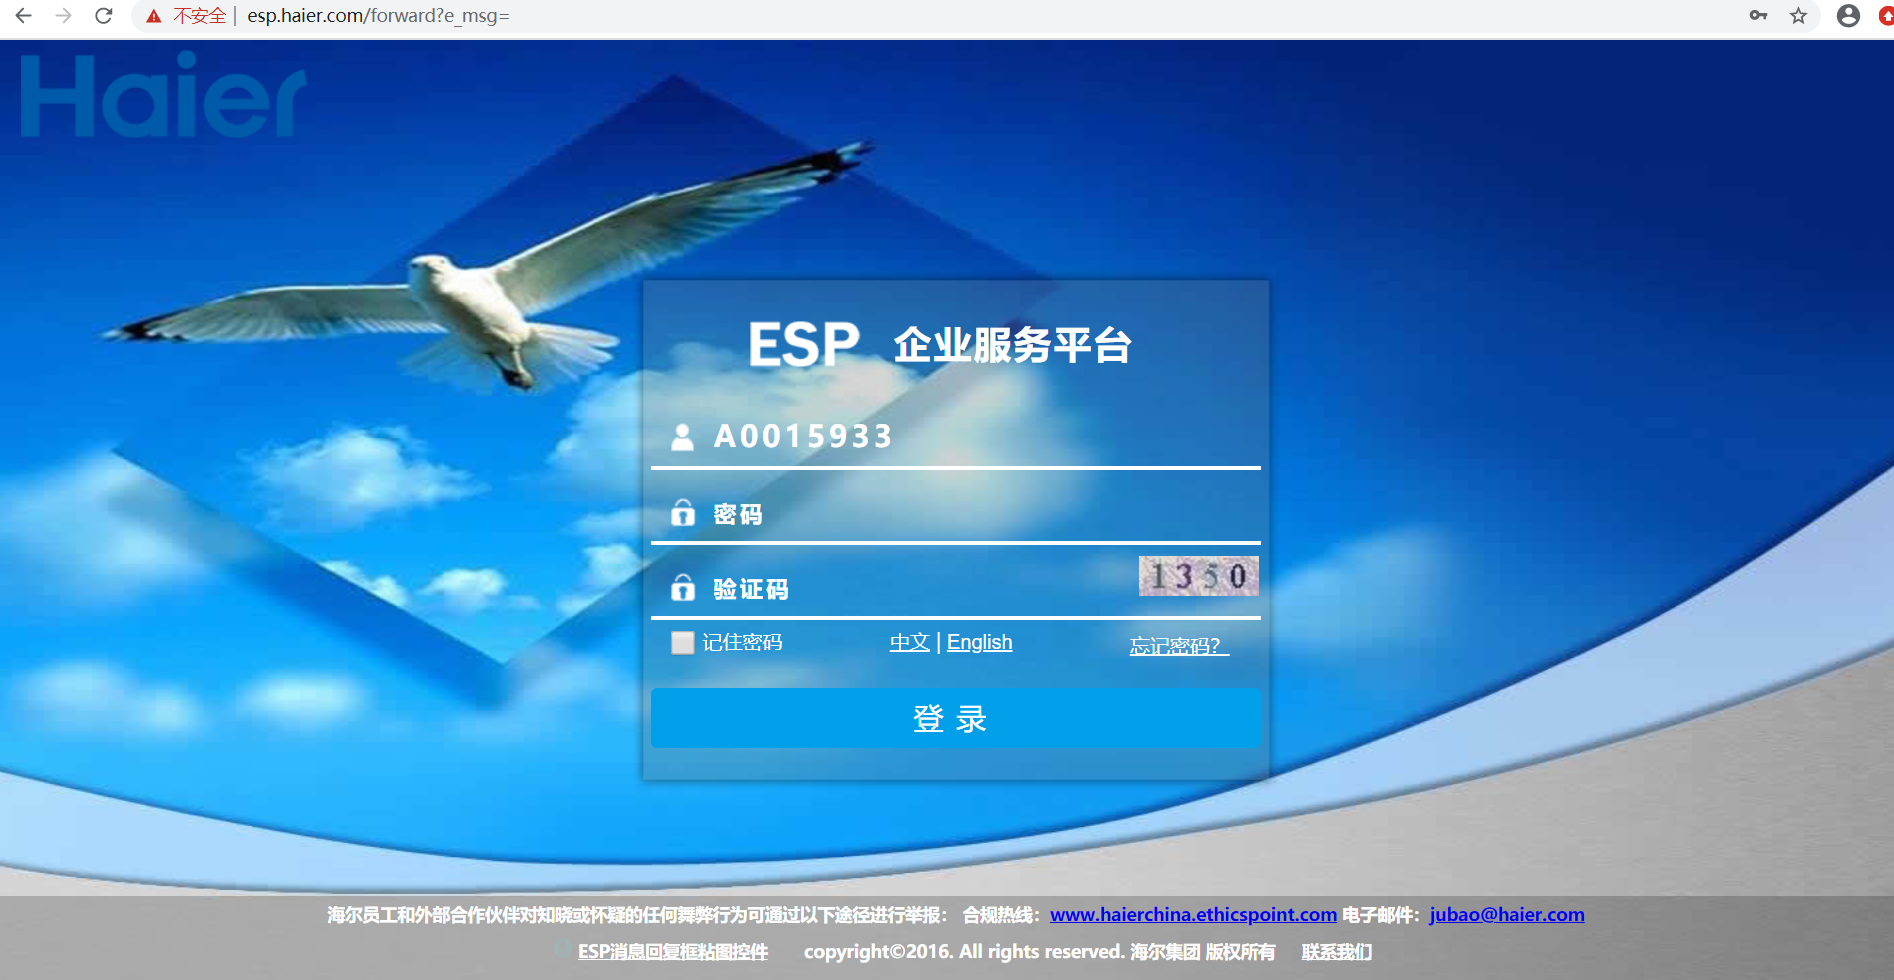 不安全 | esp.haier.com/forward?e_msg=
Haier
ESP 企业服务平台
A0015933
密码
验证码 1350
记住密码 中文 | English 忘记密码？
登 录
海尔员工和外部合作伙伴对知晓或怀疑的任何舞弊行为可通过以下途径进行举报： 合规热线：www.haierchina.ethicspoint.com 电子邮件：jubao@haier.com
ESP消息回复框粘图控件 copyright©2016. All rights reserved. 海尔集团 版权所有 联系我们